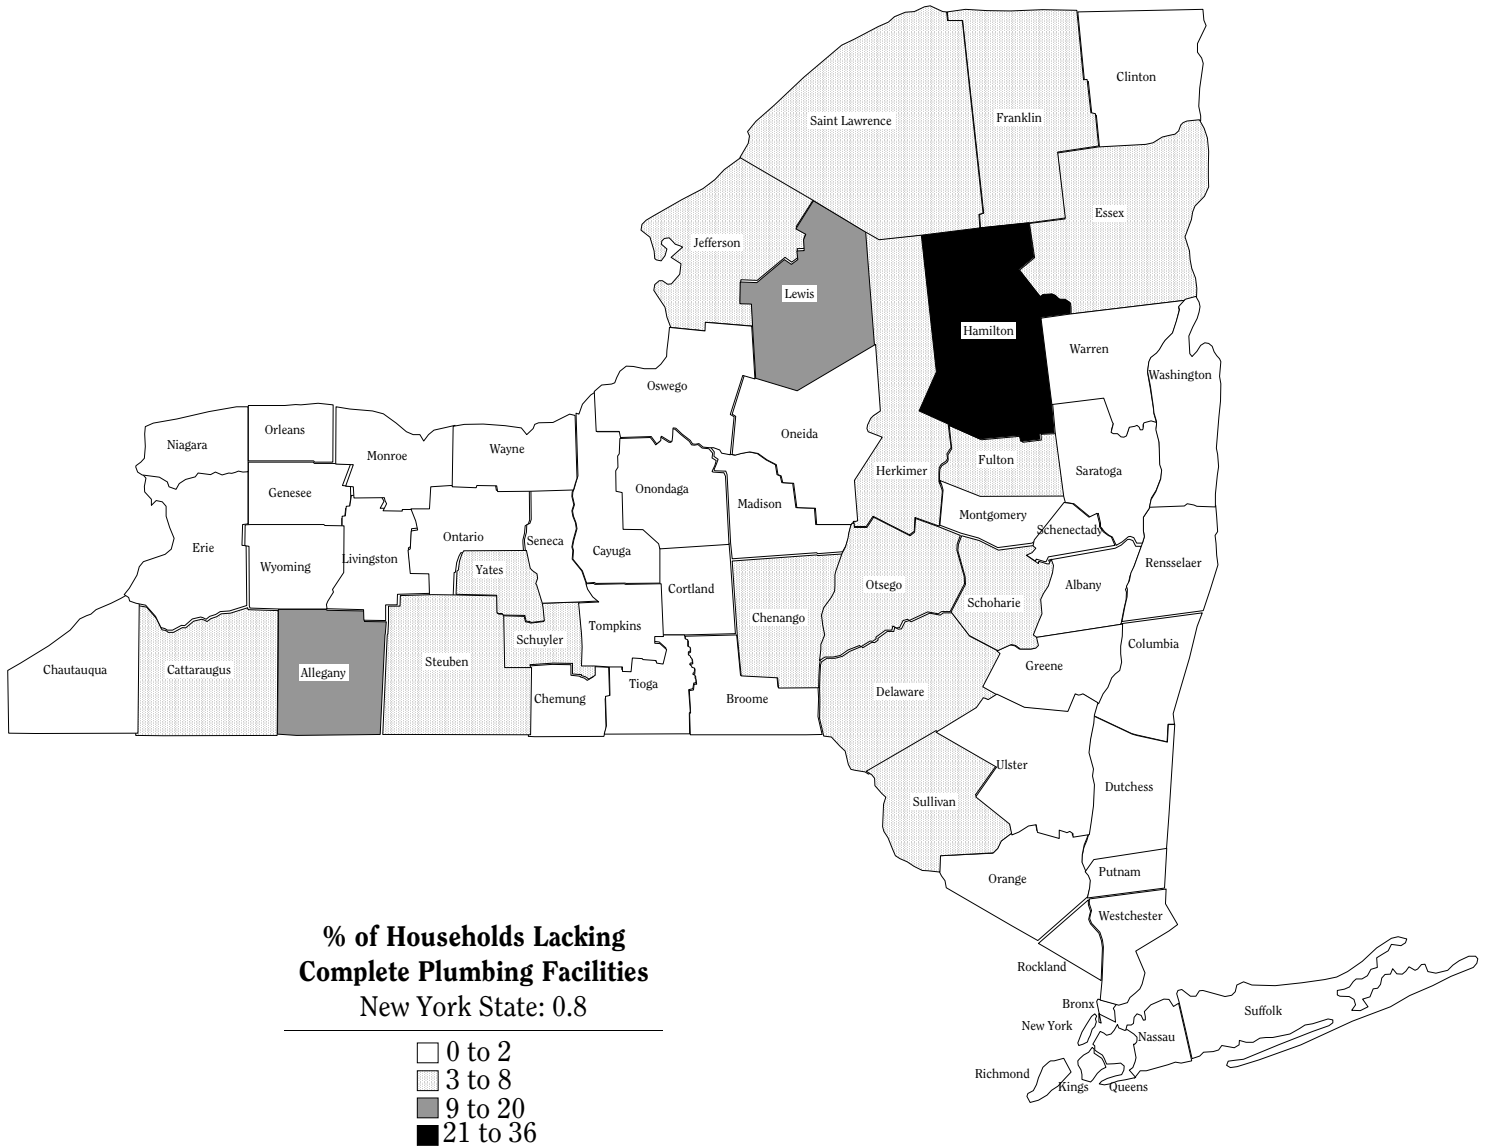 Clinton
Saint Lawrence
Franklin
Essex
Jefferson
Lewis
Hamilton
Warren
Washington
Oswego
Oneida
Herkimer
Fulton
Saratoga
Niagara
Orleans
Monroe
Wayne
Genesee
Onondaga
Madison
Montgomery
Schenectady
Erie
Wyoming
Livingston
Ontario
Seneca
Yates
Cayuga
Cortland
Otsego
Schoharie
Albany
Rensselaer
Chautauqua
Cattaraugus
Allegany
Steuben
Schuyler
Tompkins
Chenango
Chemung
Tioga
Broome
Delaware
Greene
Columbia
Ulster
Sullivan
Dutchess
Orange
Putnam
Westchester
Rockland
Bronx
New York
Nassau
Suffolk
Richmond
Kings
Queens
% of Households Lacking
Complete Plumbing Facilities
New York State: 0.8
0 to 2
3 to 8
9 to 20
21 to 36